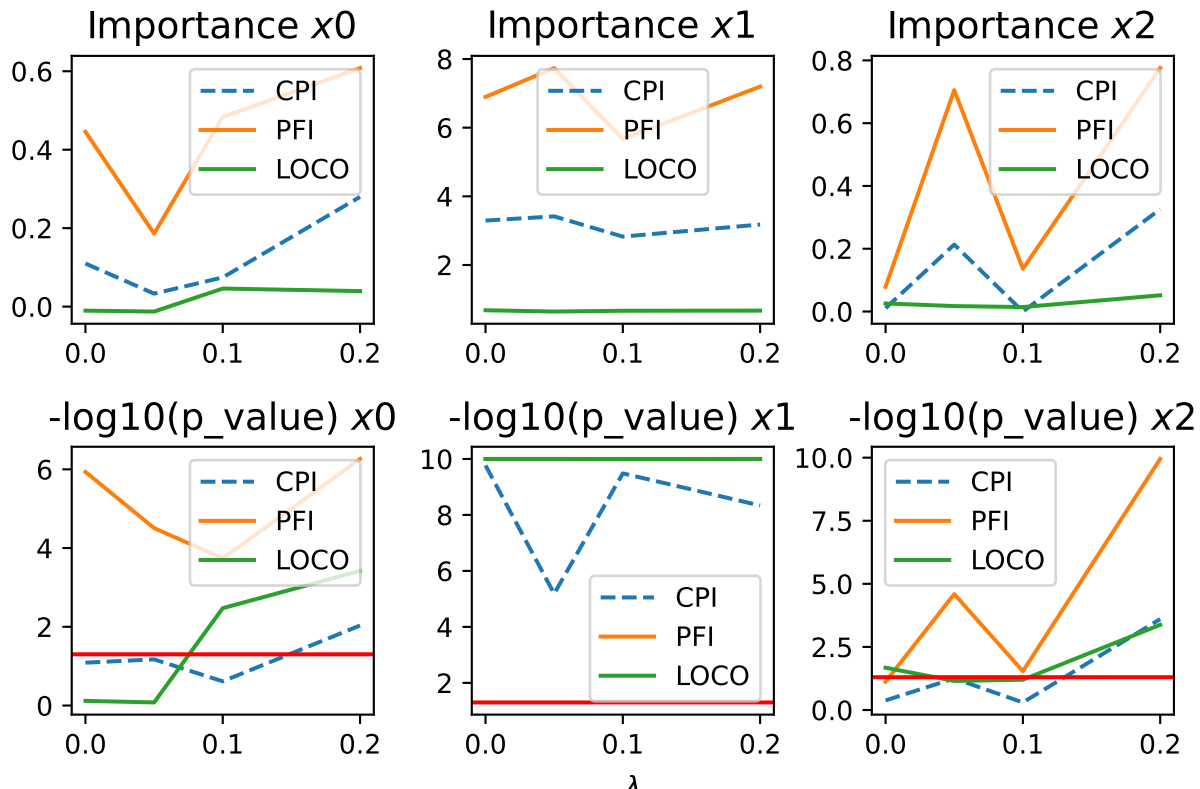 Importance x0
0.6
0.4
0.2
0.0
CPI
PFI
LOCO
0.0 0.1 0.2
Importance x1
8
6
4
2
CPI
PFI
LOCO
0.0 0.1 0.2
Importance x2
0.8
0.6
0.4
0.2
0.0
CPI
PFI
LOCO
0.0 0.1 0.2
-log10(p_value) x0
6
4
2
0
CPI
PFI
LOCO
0.0 0.1 0.2
-log10(p_value) x1
10
8
6
4
2
CPI
PFI
LOCO
0.0 0.1 0.2
-log10(p_value) x2
10.0
7.5
5.0
2.5
0.0
CPI
PFI
LOCO
0.0 0.1 0.2
λ